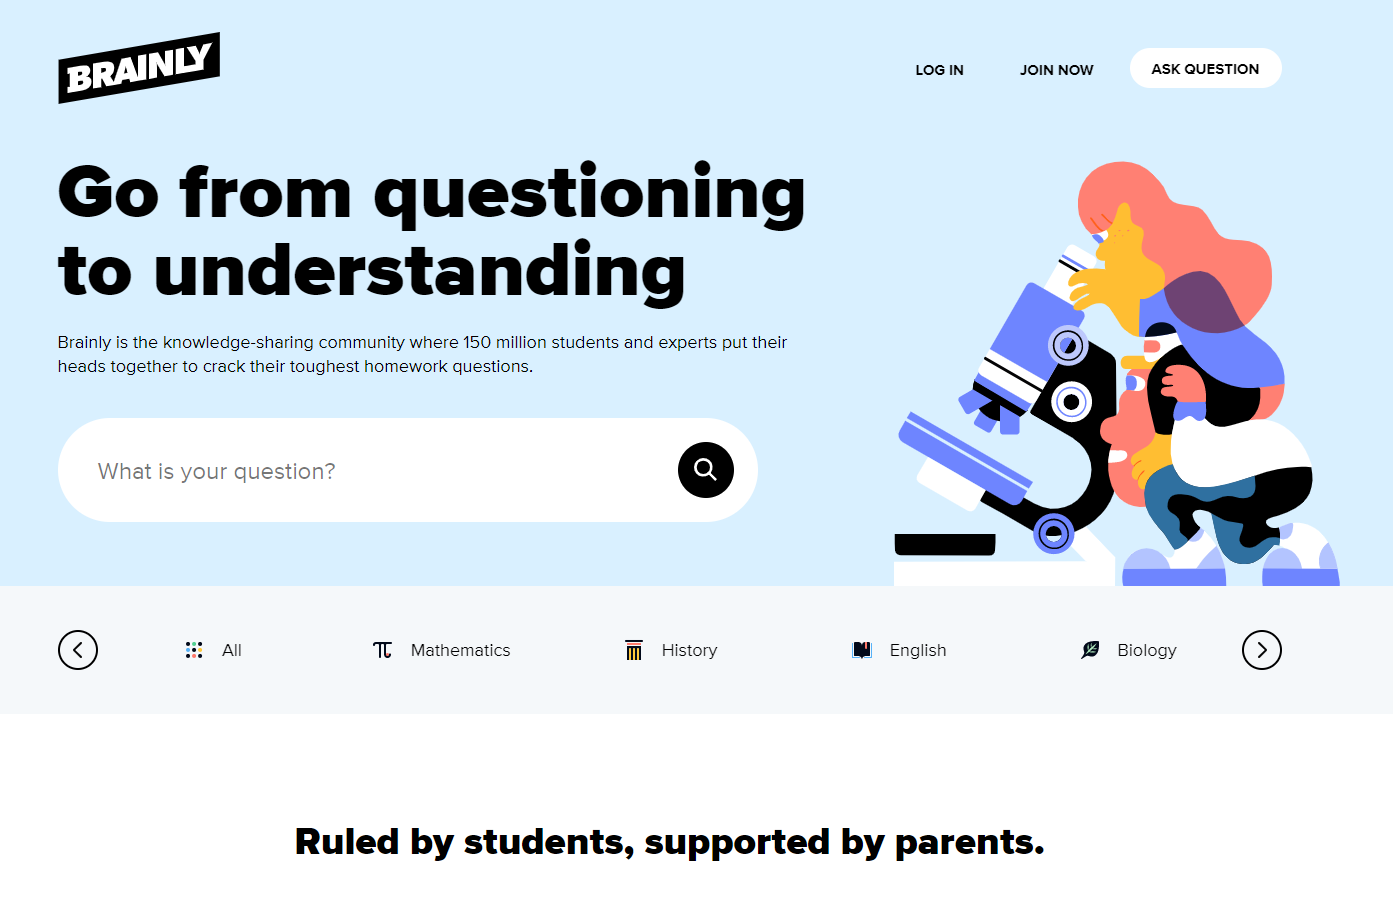 BRAINLY
LOG IN
JOIN NOW
ASK QUESTION
Go from questioning
to understanding
Brainly is the knowledge-sharing community where 150 million students and experts put their
heads together to crack their toughest homework questions.
What is your question?
All
Mathematics
History
English
Biology
Ruled by students, supported by parents.